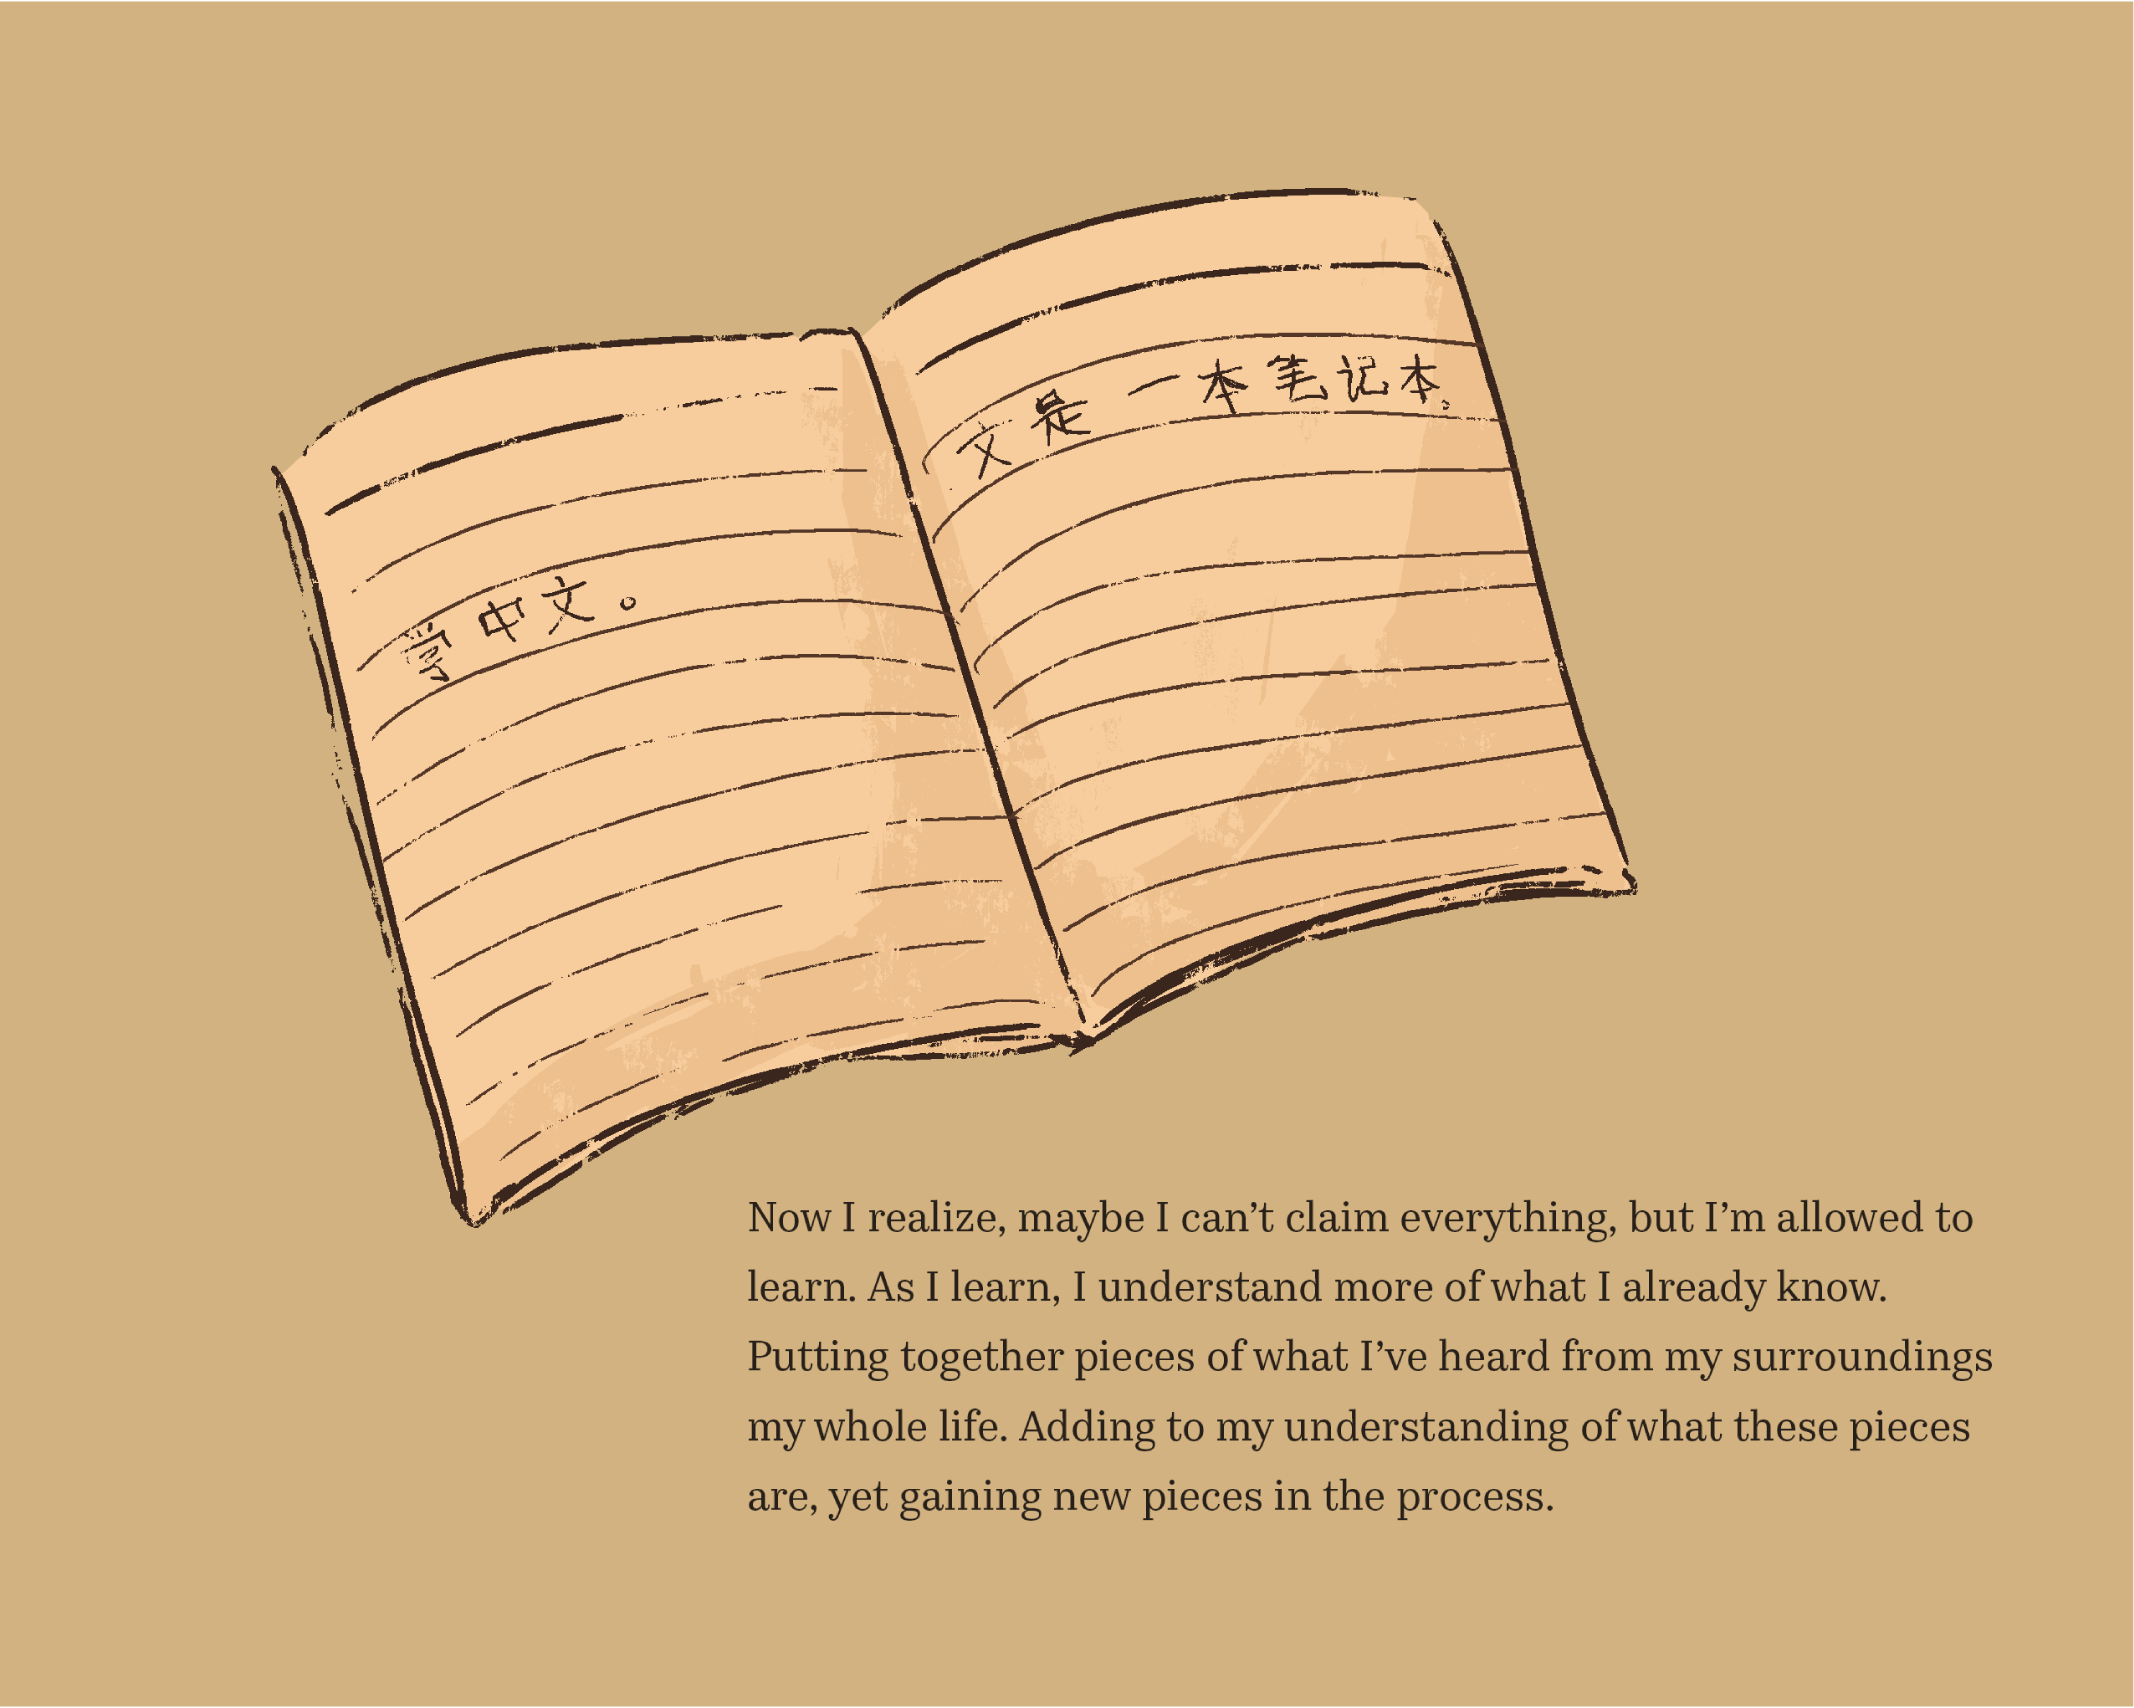 学中文。
又是一本笔记本。
Now I realize, maybe I can’t claim everything, but I’m allowed to
learn. As I learn, I understand more of what I already know.
Putting together pieces of what I’ve heard from my surroundings
my whole life. Adding to my understanding of what these pieces
are, yet gaining new pieces in the process.